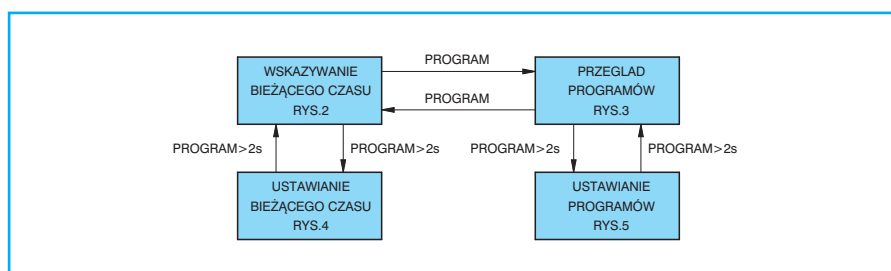 WSKAZYWANIE
BIEŻĄCEGO CZASU
RYS.2
PROGRAM
PROGRAM
PRZEGLAD
PROGRAMÓW
RYS.3
PROGRAM>2s
PROGRAM>2s
PROGRAM>2s
PROGRAM>2s
USTAWIANIE
BIEŻĄCEGO CZASU
RYS.4
USTAWIANIE
PROGRAMÓW
RYS.5